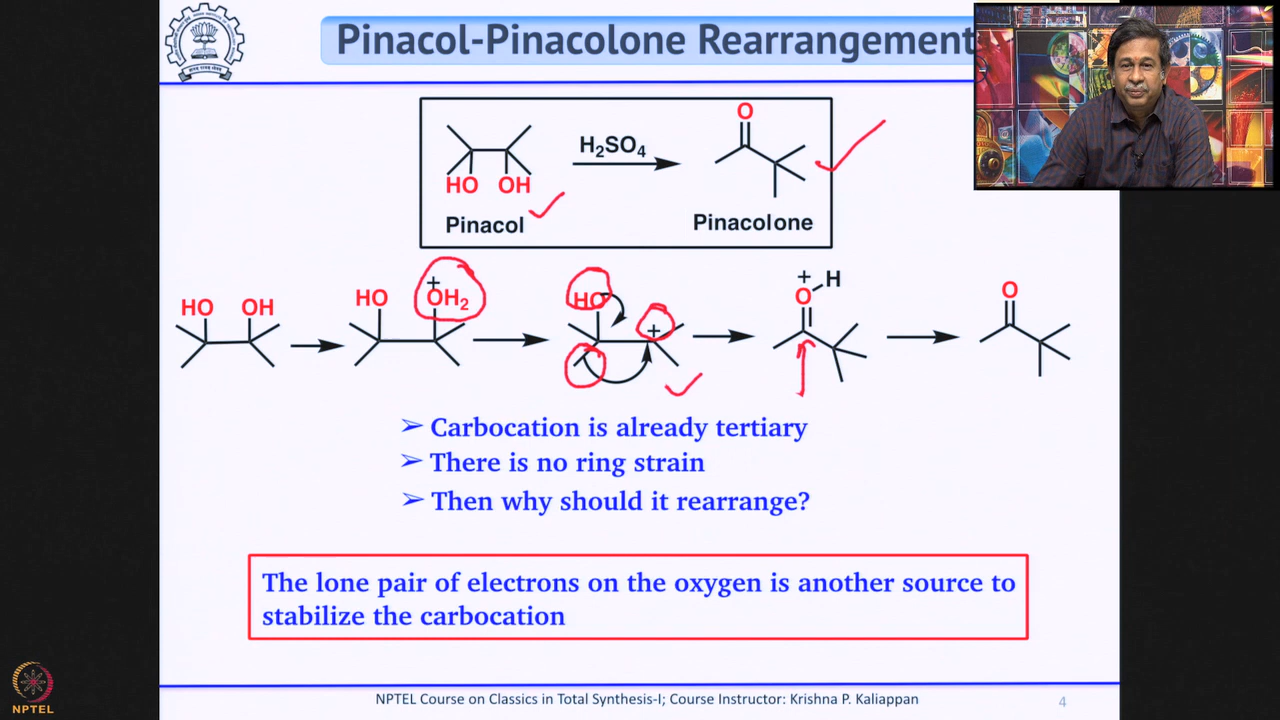 Pinacol-Pinacolone Rearrangement
O
H₂SO₄
HO OH
Pinacol
Pinacolone
HO OH
HO
+
OH₂
HO
+
+
O
H
O
➢ Carbocation is already tertiary
➢ There is no ring strain
➢ Then why should it rearrange?
The lone pair of electrons on the oxygen is another source to
stabilize the carbocation
NPTEL
NPTEL Course on Classics in Total Synthesis-I; Course Instructor: Krishna P. Kaliappan
4